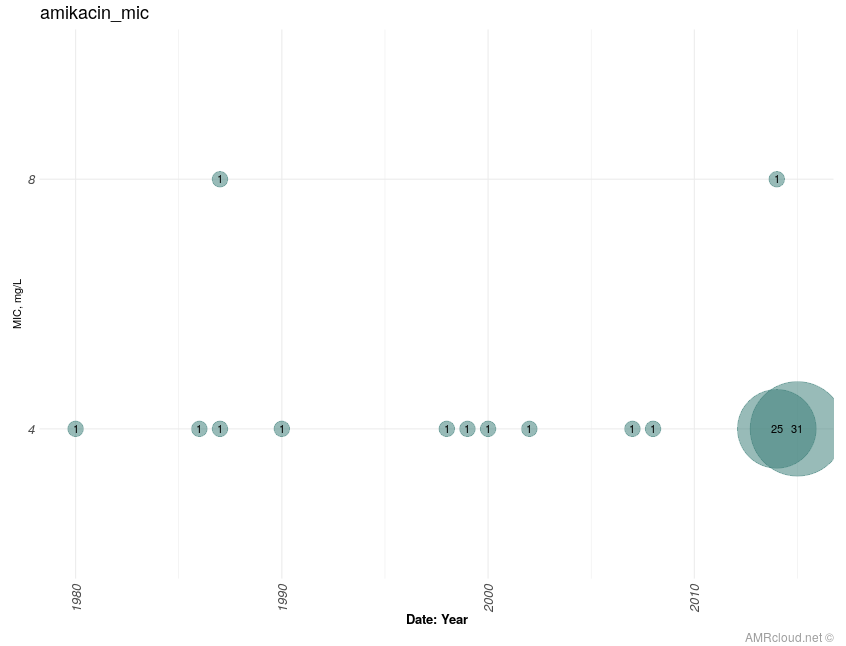 amikacin_mic
8
1 1
MIC, mg/L
4
1 1 1 1 1 1 1 1 1 1 25 31
1980 1990 2000 2010
Date: Year
AMRcloud.net ©